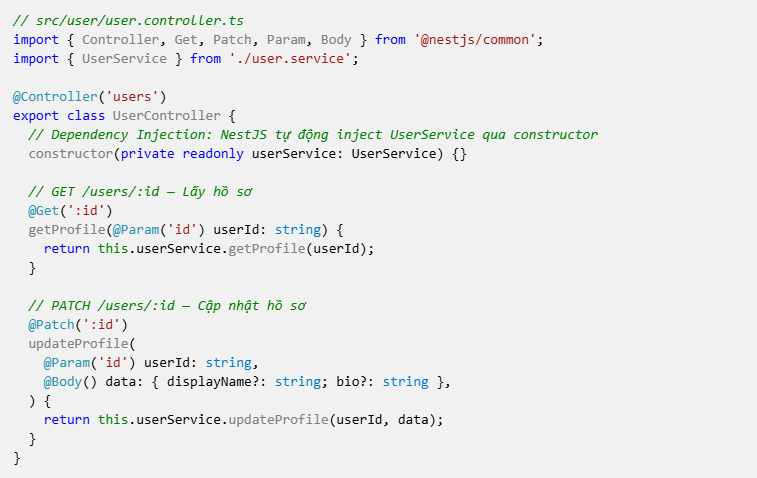 // src/user/user.controller.ts
import { Controller, Get, Patch, Param, Body } from '@nestjs/common';
import { UserService } from './user.service';

@Controller('users')
export class UserController {
  // Dependency Injection: NestJS tự động inject UserService qua constructor
  constructor(private readonly userService: UserService) {}

  // GET /users/:id — Lấy hồ sơ
  @Get(':id')
  getProfile(@Param('id') userId: string) {
    return this.userService.getProfile(userId);
  }

  // PATCH /users/:id — Cập nhật hồ sơ
  @Patch(':id')
  updateProfile(
    @Param('id') userId: string,
    @Body() data: { displayName?: string; bio?: string },
  ) {
    return this.userService.updateProfile(userId, data);
  }
}